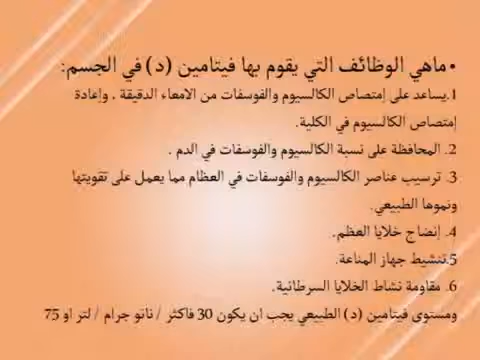 • ماهي الوظائف التي يقوم بها فيتامين (د) في الجسم:
1.يساعد على إمتصاص الكالسيوم والفوسفات من الامعاء الدقيقة ، وإعادة
إمتصاص الكالسيوم في الكلية.
2. المحافظة على نسبة الكالسيوم والفوسفات في الدم .
3. ترسيب عناصر الكالسيوم والفوسفات في العظام مما يعمل على تقويتها
ونموها الطبيعي.
4. إنضاج خلايا العظم.
5.تنشيط جهاز المناعة.
6. مقاومة نشاط الخلايا السرطانية.
ومستوى فيتامين (د) الطبيعي يجب ان يكون 30 فاكثر / نانو جرام / لتر او 75